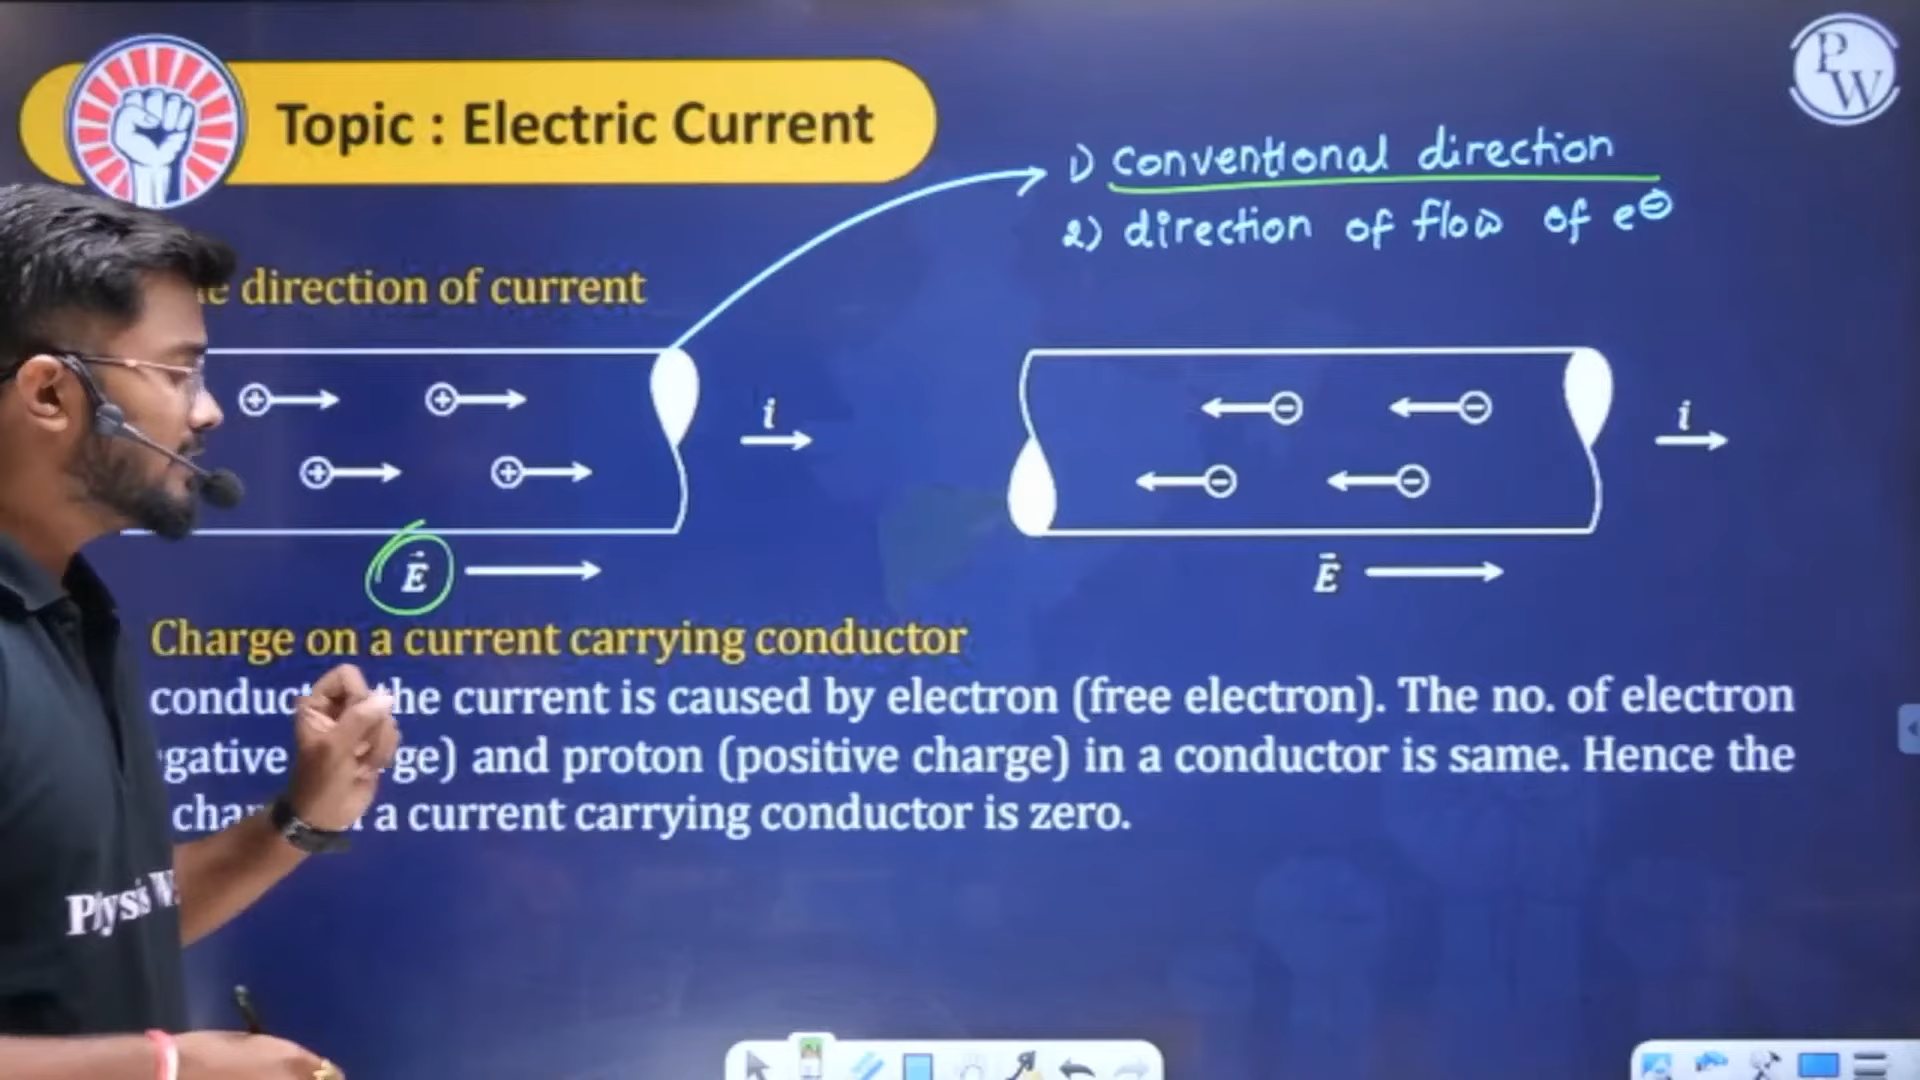 P
W
Topic : Electric Current
1) conventional direction
2) direction of flow of e⊖
direction of current
+ +
i
- -
i
+ +
- -
E⃗
E⃗
Charge on a current carrying conductor
the current is caused by electron (free electron). The no. of electron
and proton (positive charge) in a conductor is same. Hence the
a current carrying conductor is zero.